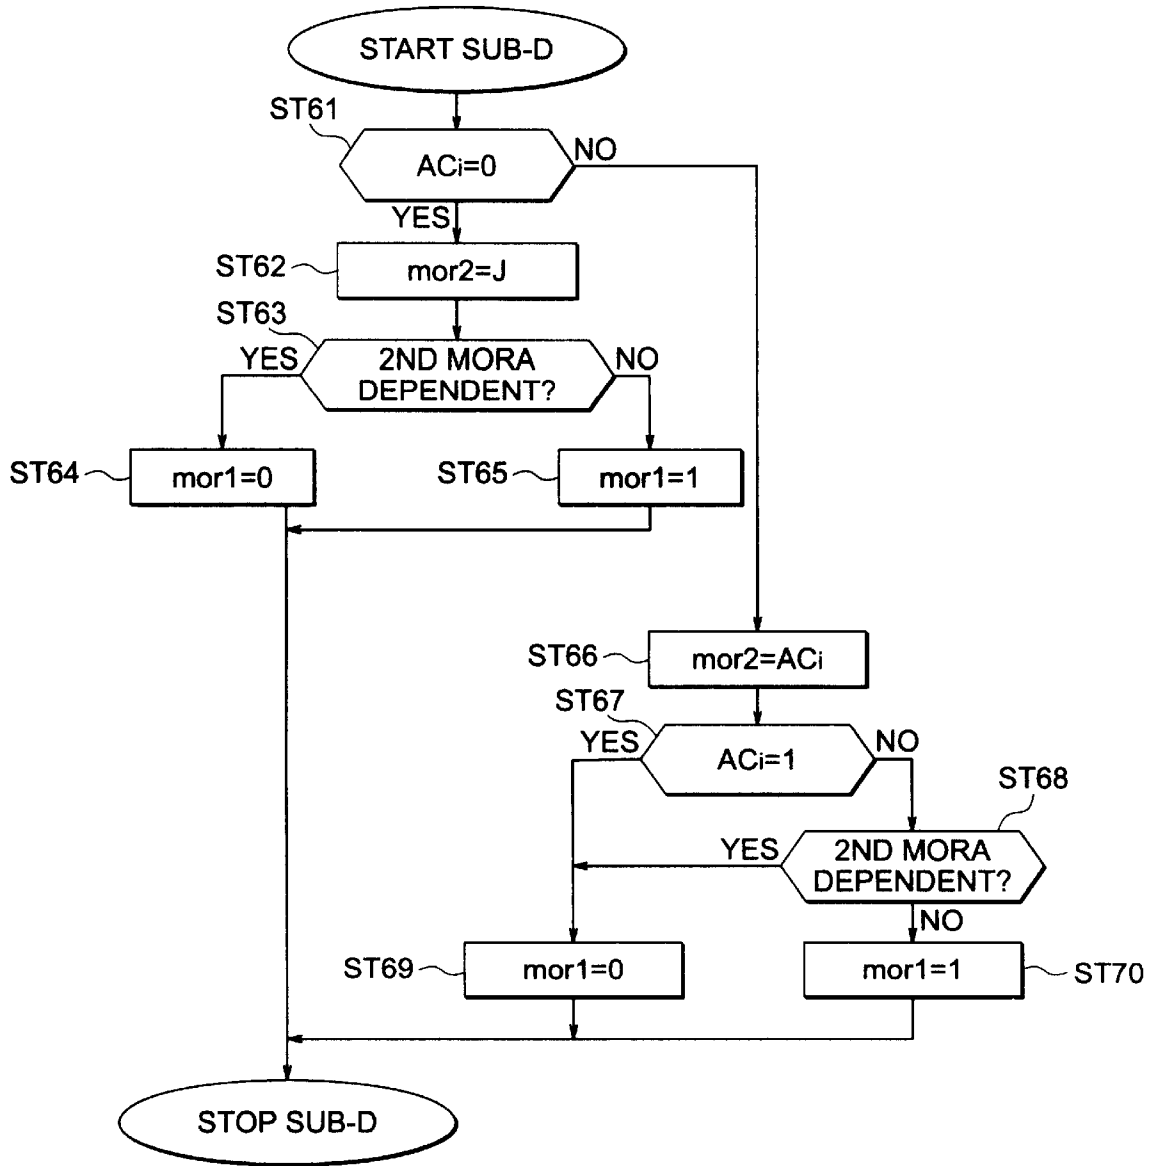 START SUB-D
ST61
ACi=0
NO
YES
ST62
mor2=J
ST63
YES
2ND MORA
DEPENDENT?
NO
ST64
mor1=0
ST65
mor1=1
ST66
mor2=ACi
ST67
YES
ACi=1
NO
ST68
YES
2ND MORA
DEPENDENT?
NO
ST69
mor1=0
mor1=1
ST70
STOP SUB-D